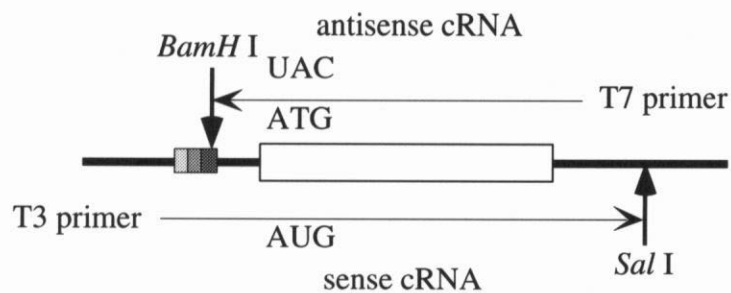 antisense cRNA
BamH I
UAC
T7 primer
ATG
T3 primer
AUG
Sal I
sense cRNA